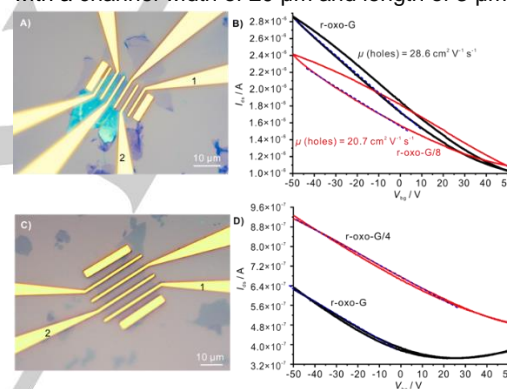 with a channel width of 20 μm and length of 3 μm
A)
1
2
10 μm
B)
2.8×10⁻⁶
2.6×10⁻⁶
2.4×10⁻⁶
2.2×10⁻⁶
2.0×10⁻⁶
1.8×10⁻⁶
1.6×10⁻⁶
1.4×10⁻⁶
1.2×10⁻⁶
1.0×10⁻⁶
r-oxo-G
μ (holes) = 28.6 cm² V⁻¹ s⁻¹
μ (holes) = 20.7 cm² V⁻¹ s⁻¹
r-oxo-G/8
-50 -40 -30 -20 -10 0 10 20 30 40 50
C)
1
2
10 μm
D)
9.6×10⁻⁷
8.8×10⁻⁷
8.0×10⁻⁷
7.2×10⁻⁷
6.4×10⁻⁷
5.6×10⁻⁷
4.8×10⁻⁷
4.0×10⁻⁷
3.2×10⁻⁷
r-oxo-G/4
r-oxo-G
-50 -40 -30 -20 -10 0 10 20 30 40 50